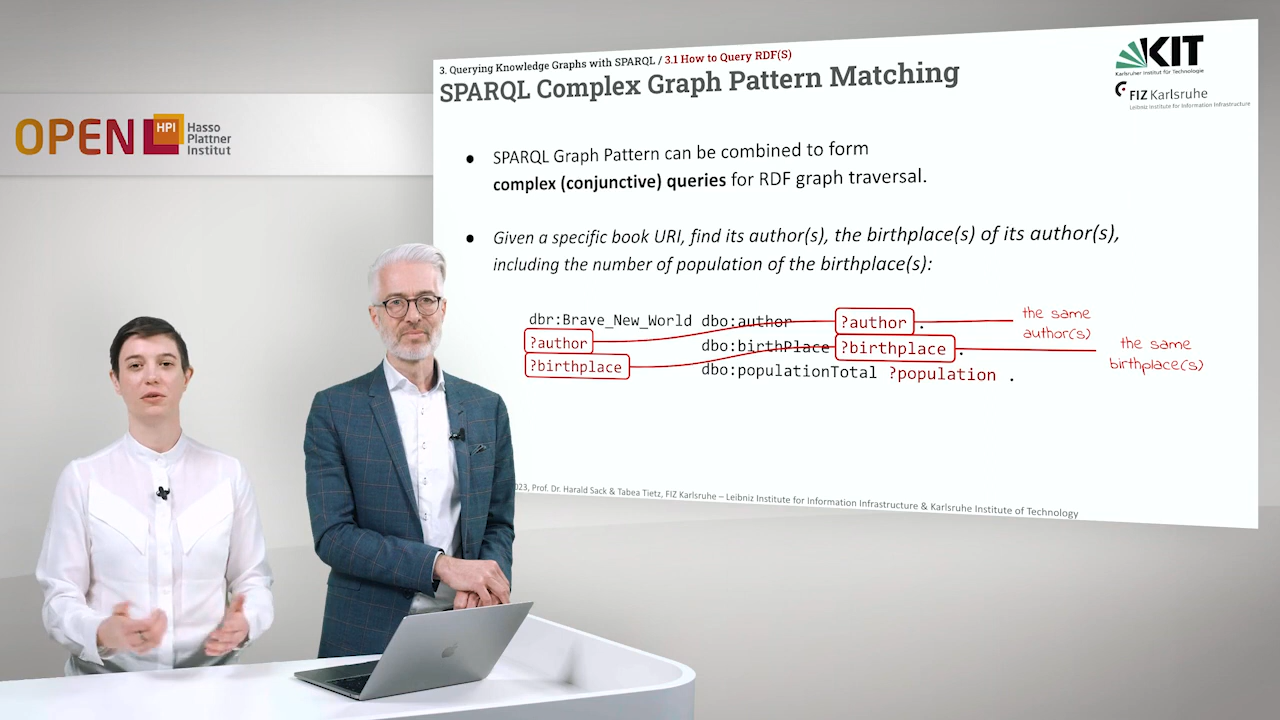 3. Querying Knowledge Graphs with SPARQL / 3.1 How to Query RDF(S)
SPARQL Complex Graph Pattern Matching
KIT
Karlsruher Institut für Technologie
FIZ Karlsruhe
Leibniz Institute for Information Infrastructure
OPEN HPI Hasso
Plattner
Institut
● SPARQL Graph Pattern can be combined to form
complex (conjunctive) queries for RDF graph traversal.
● Given a specific book URI, find its author(s), the birthplace(s) of its author(s),
including the number of population of the birthplace(s):
dbr:Brave_New_World dbo:author ?author .
?author dbo:birthPlace ?birthplace .
?birthplace dbo:populationTotal ?population .
the same
author(s)
the same
birthplace(s)
023, Prof. Dr. Harald Sack & Tabea Tietz, FIZ Karlsruhe – Leibniz Institute for Information Infrastructure & Karlsruhe Institute of Technology